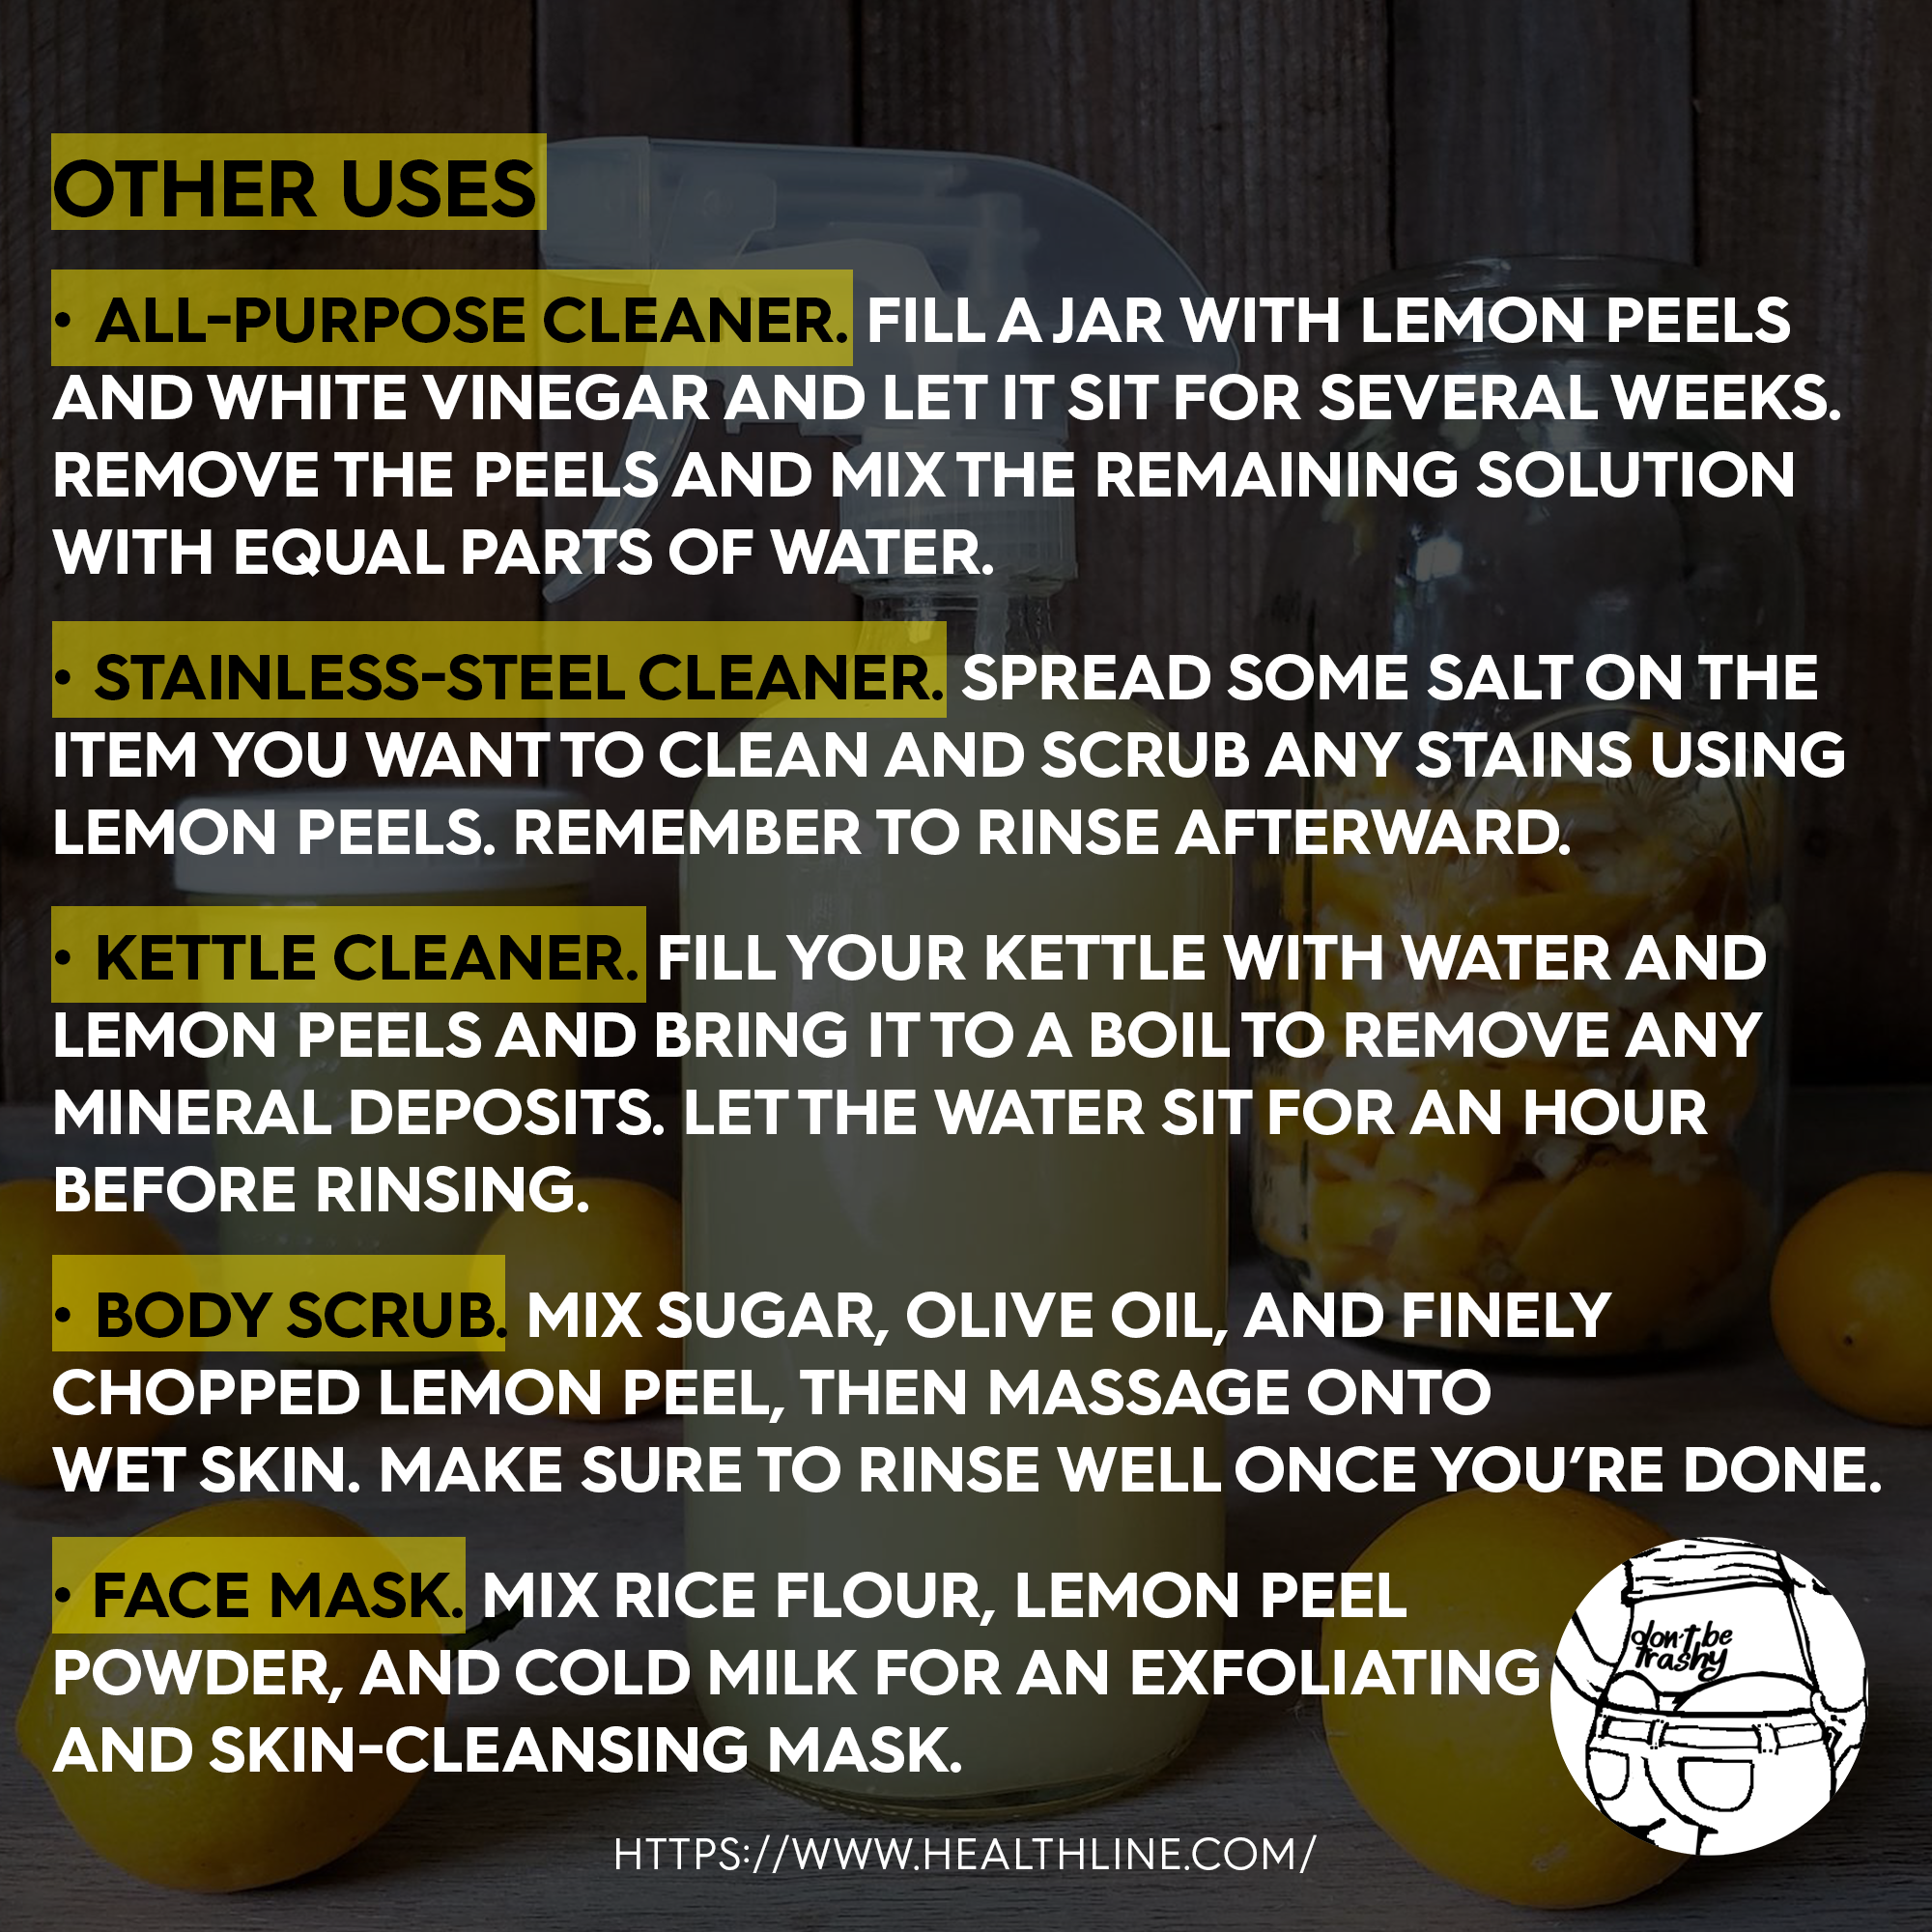 OTHER USES
• ALL-PURPOSE CLEANER. FILL A JAR WITH LEMON PEELS
AND WHITE VINEGAR AND LET IT SIT FOR SEVERAL WEEKS.
REMOVE THE PEELS AND MIX THE REMAINING SOLUTION
WITH EQUAL PARTS OF WATER.
• STAINLESS-STEEL CLEANER. SPREAD SOME SALT ON THE
ITEM YOU WANT TO CLEAN AND SCRUB ANY STAINS USING
LEMON PEELS. REMEMBER TO RINSE AFTERWARD.
• KETTLE CLEANER. FILL YOUR KETTLE WITH WATER AND
LEMON PEELS AND BRING IT TO A BOIL TO REMOVE ANY
MINERAL DEPOSITS. LET THE WATER SIT FOR AN HOUR
BEFORE RINSING.
• BODY SCRUB. MIX SUGAR, OLIVE OIL, AND FINELY
CHOPPED LEMON PEEL, THEN MASSAGE ONTO
WET SKIN. MAKE SURE TO RINSE WELL ONCE YOU’RE DONE.
• FACE MASK. MIX RICE FLOUR, LEMON PEEL
POWDER, AND COLD MILK FOR AN EXFOLIATING
AND SKIN-CLEANSING MASK.
don't be
trashy
HTTPS://WWW.HEALTHLINE.COM/